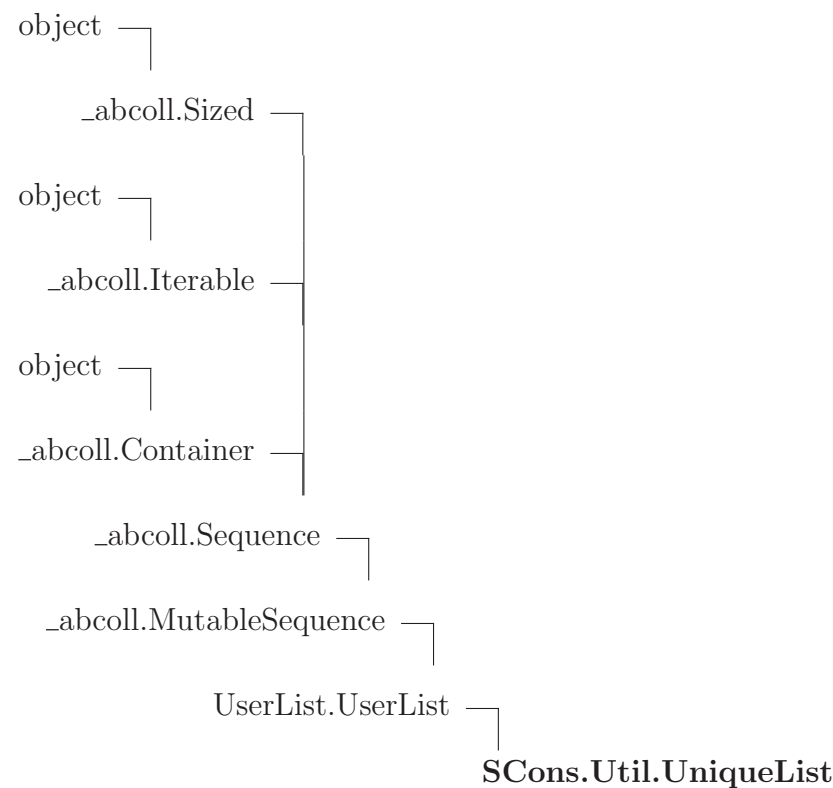 object
_abcoll.Sized
object
_abcoll.Iterable
object
_abcoll.Container
_abcoll.Sequence
_abcoll.MutableSequence
UserList.UserList
SCons.Util.UniqueList